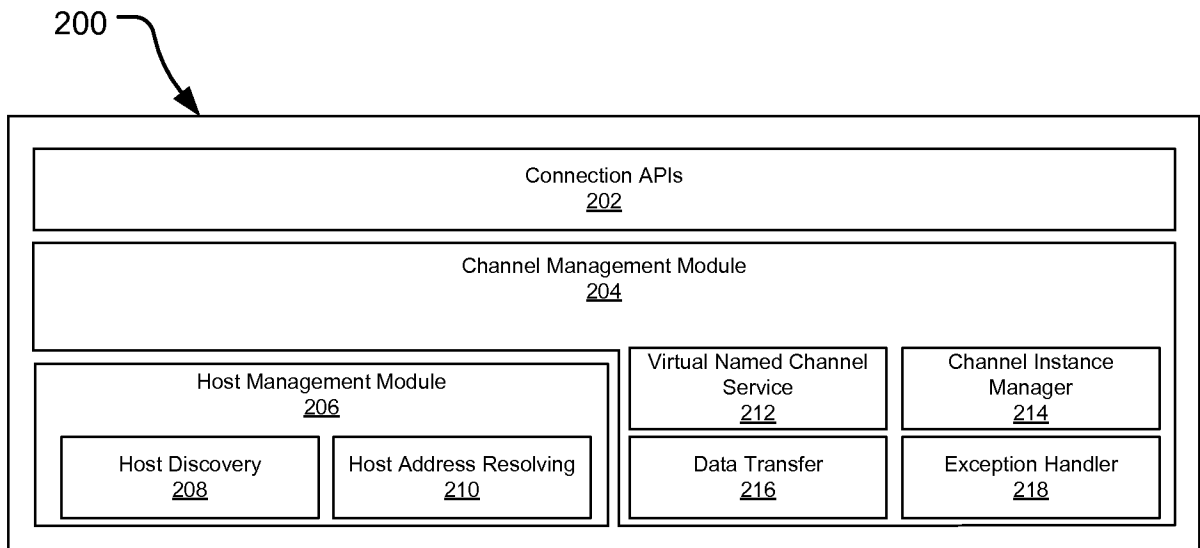 200
Connection APIs
202
Channel Management Module
204
Host Management Module
206
Host Discovery
208
Host Address Resolving
210
Virtual Named Channel
Service
212
Channel Instance
Manager
214
Data Transfer
216
Exception Handler
218